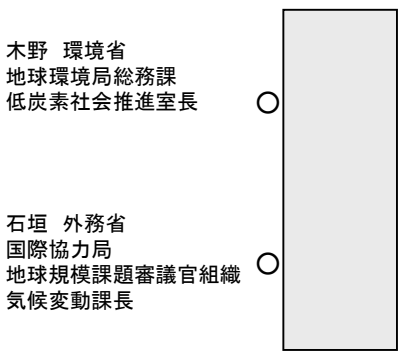 木野 環境省
地球環境局総務課
低炭素社会推進室長
石垣 外務省
国際協力局
地球規模課題審議官組織
気候変動課長